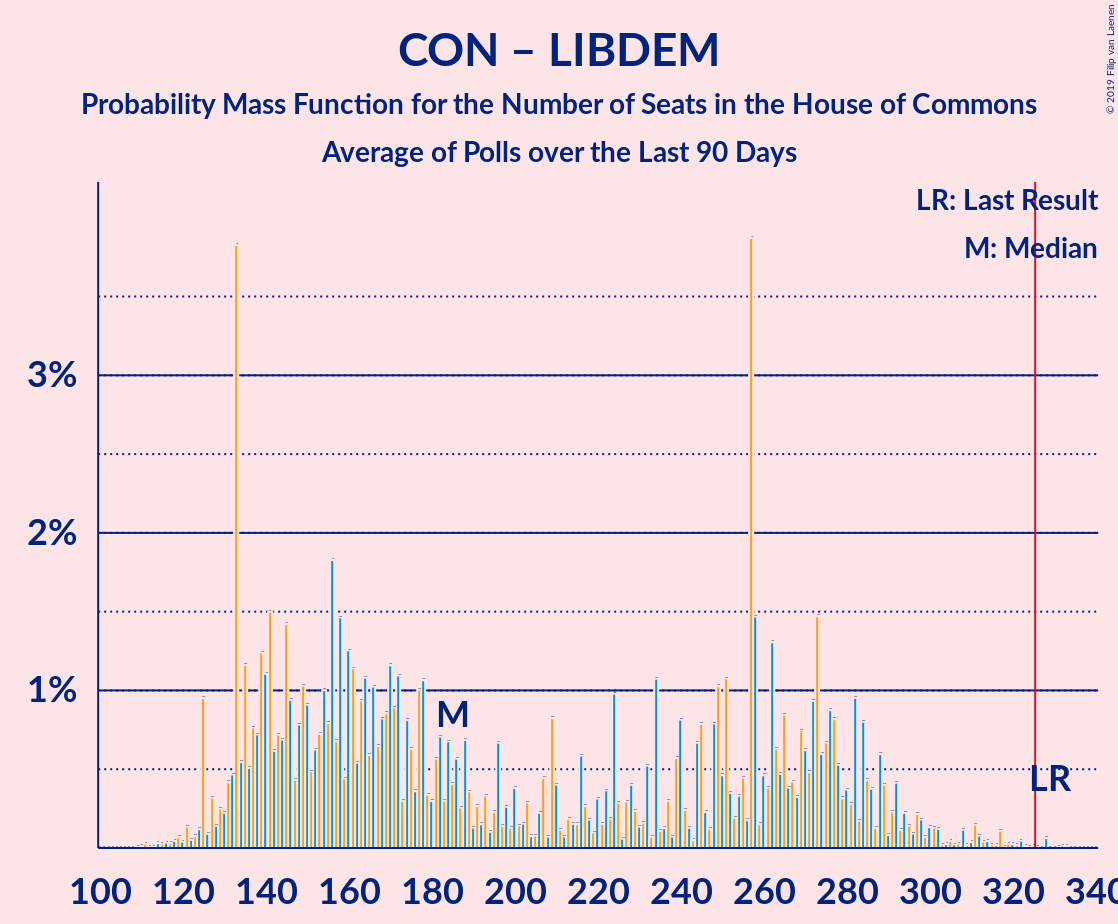 CON – LIBDEM
Probability Mass Function for the Number of Seats in the House of Commons
Average of Polls over the Last 90 Days
© 2019 Filip van Laenen
LR: Last Result
M: Median
3%
2%
1%
M
LR
100 120 140 160 180 200 220 240 260 280 300 320 340